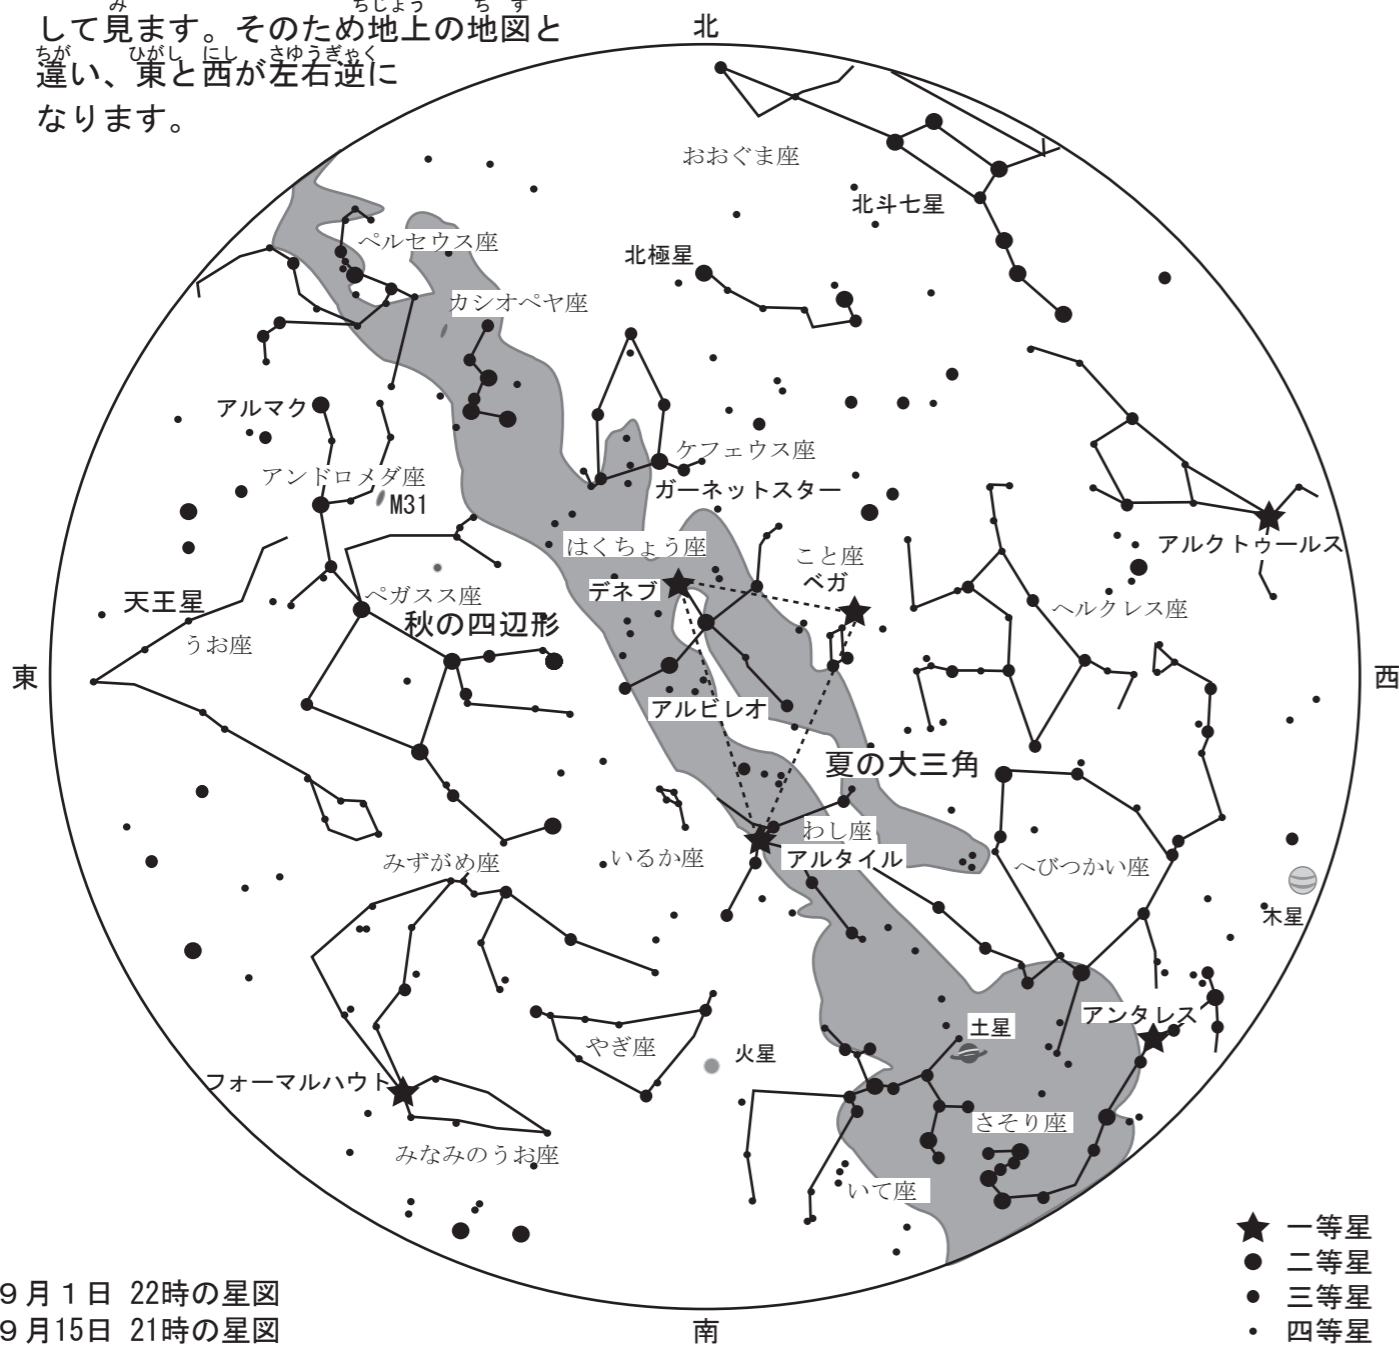 して見ます。そのため地上の地図と
違い、東と西が左右逆に
なります。
北
おおぐま座
北斗七星
北極星
ペルセウス座
カシオペヤ座
アルマク
ケフェウス座
アンドロメダ座
ガーネットスター
M31
はくちょう座
こと座
ベガ
デネブ
アルクトゥールス
天王星
ペガスス座
秋の四辺形
ヘルクレス座
うお座
東
西
アルビレオ
夏の大三角
わし座
アルタイル
いるか座
みずがめ座
へびつかい座
木星
アンタレス
土星
やぎ座
火星
フォーマルハウト
さそり座
みなみのうお座
いて座
一等星
二等星
三等星
四等星
9月1日 22時の星図
9月15日 21時の星図
南